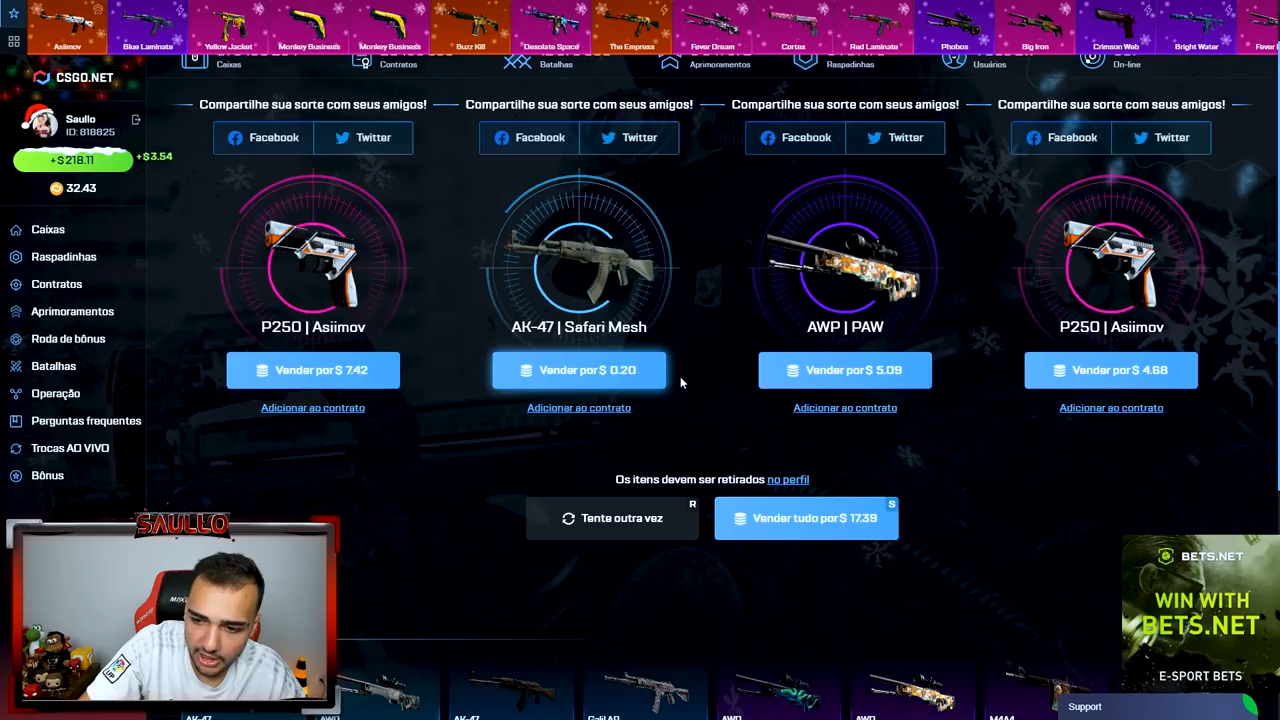 Asiimov
Blue Laminate
Yellow Jacket
Monkey Business
Monkey Business
Buzz Kill
Desolate Space
The Empress
Fever Dream
Cortex
Red Laminate
Phobos
Big Iron
Crimson Web
Bright Water
CSGO.NET
Caixas
Contratos
Batalhas
Aprimoramentos
Raspadinhas
Usuários
On-line
Saullo
ID: 818825
+$218.11
+$3.54
32.43
Caixas
Raspadinhas
Contratos
Aprimoramentos
Roda de bônus
Batalhas
Operação
Perguntas frequentes
Trocas AO VIVO
Bônus
Compartilhe sua sorte com seus amigos!
Facebook
Twitter
P250 | Asiimov
Vender por $ 7.42
Adicionar ao contrato
Compartilhe sua sorte com seus amigos!
Facebook
Twitter
AK-47 | Safari Mesh
Vender por $ 0.20
Adicionar ao contrato
Compartilhe sua sorte com seus amigos!
Facebook
Twitter
AWP | PAW
Vender por $ 5.09
Adicionar ao contrato
Compartilhe sua sorte com seus amigos!
Facebook
Twitter
P250 | Asiimov
Vender por $ 4.68
Adicionar ao contrato
Os itens devem ser retirados no perfil
Tente outra vez
R
Vender tudo por $ 17.39
S
SAULLO
BETS.NET
WIN WITH
BETS.NET
E-SPORT BETS
Support